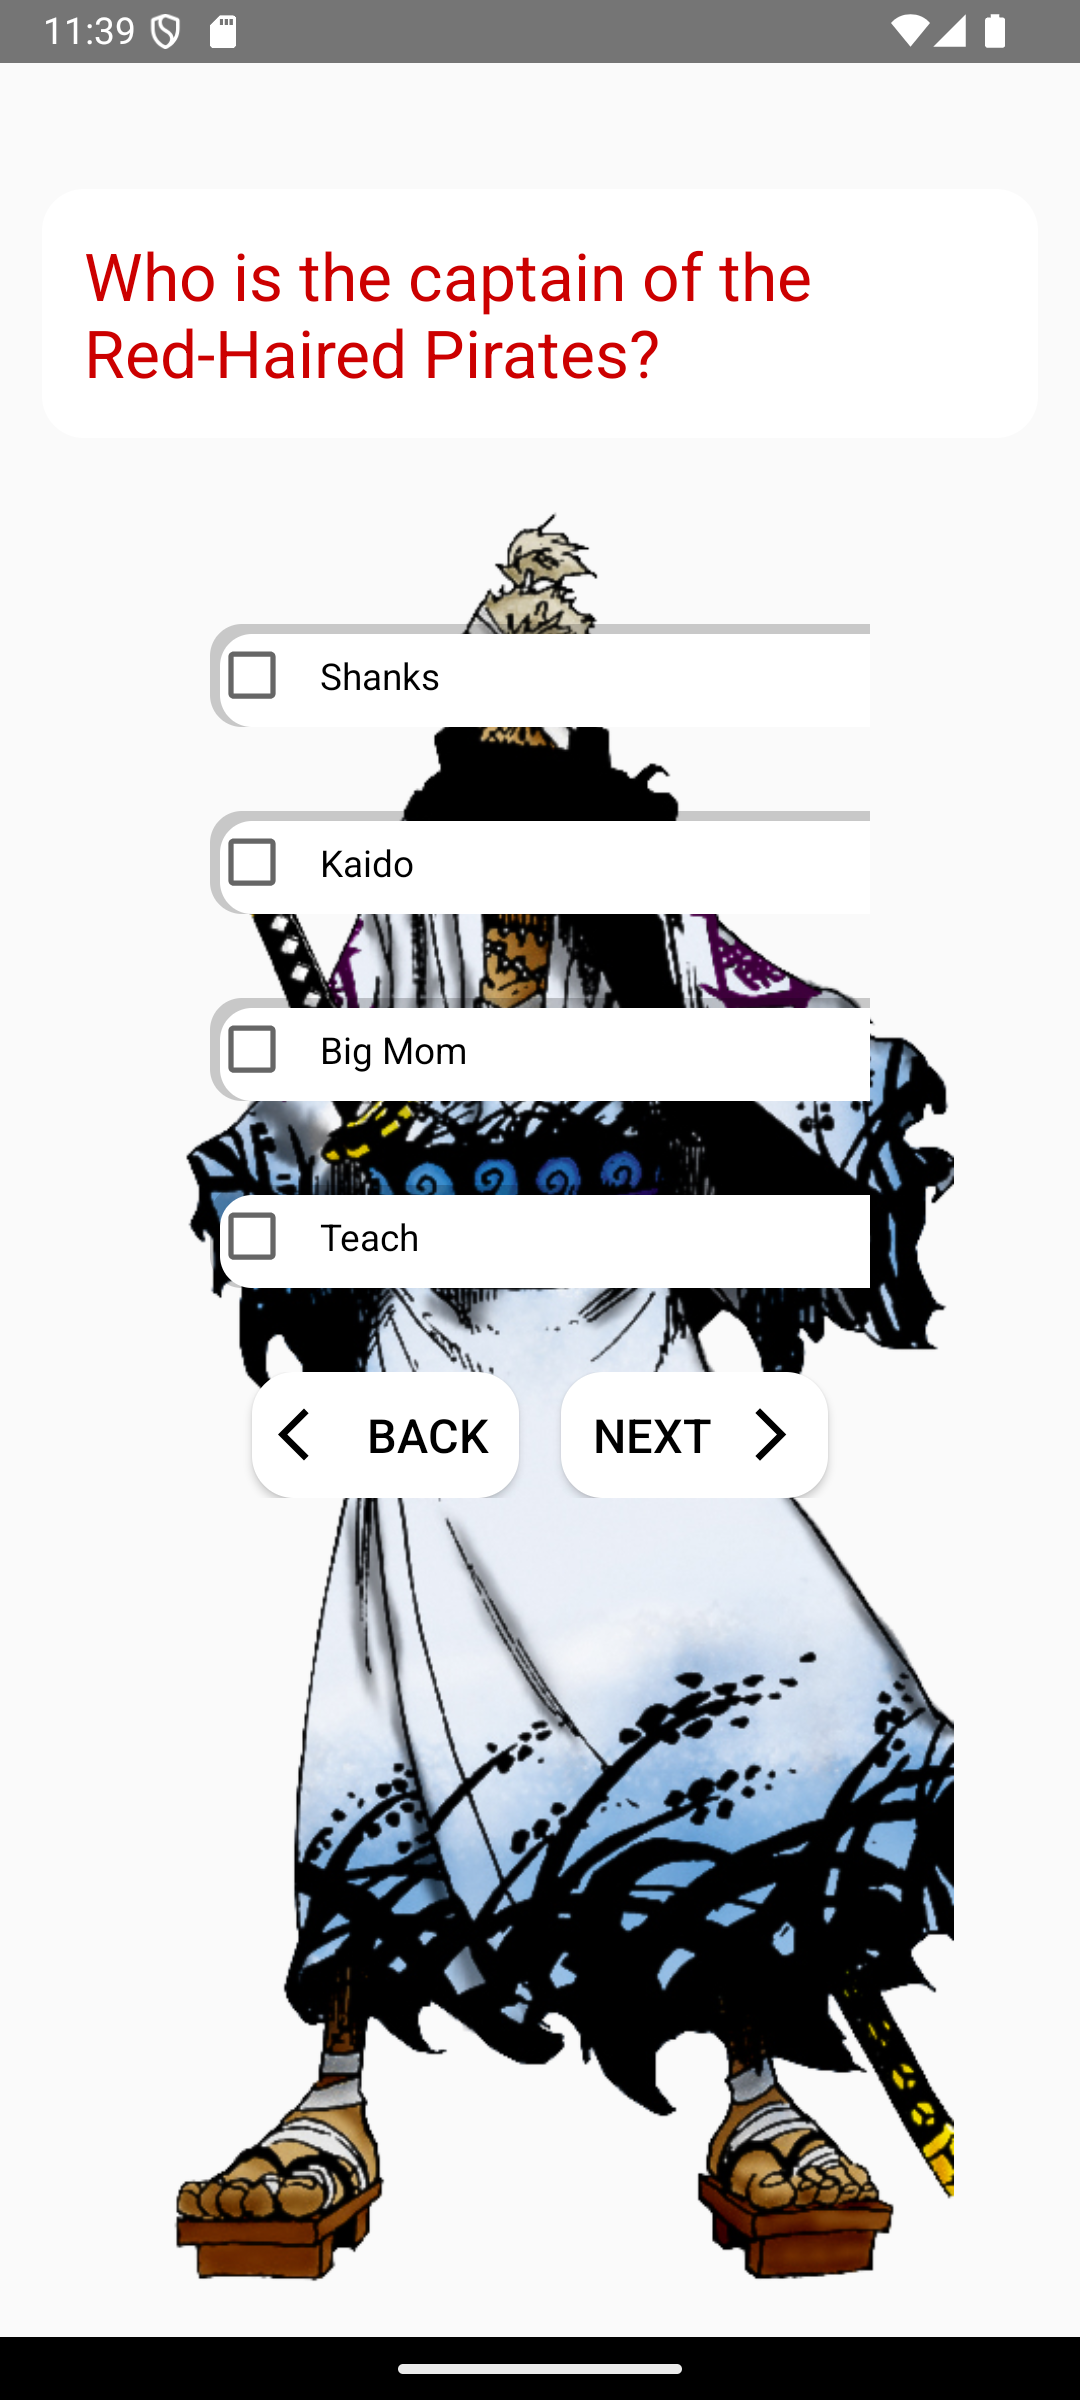 11:39
Who is the captain of the
Red-Haired Pirates?
Shanks
Kaido
Big Mom
Teach
BACK
NEXT